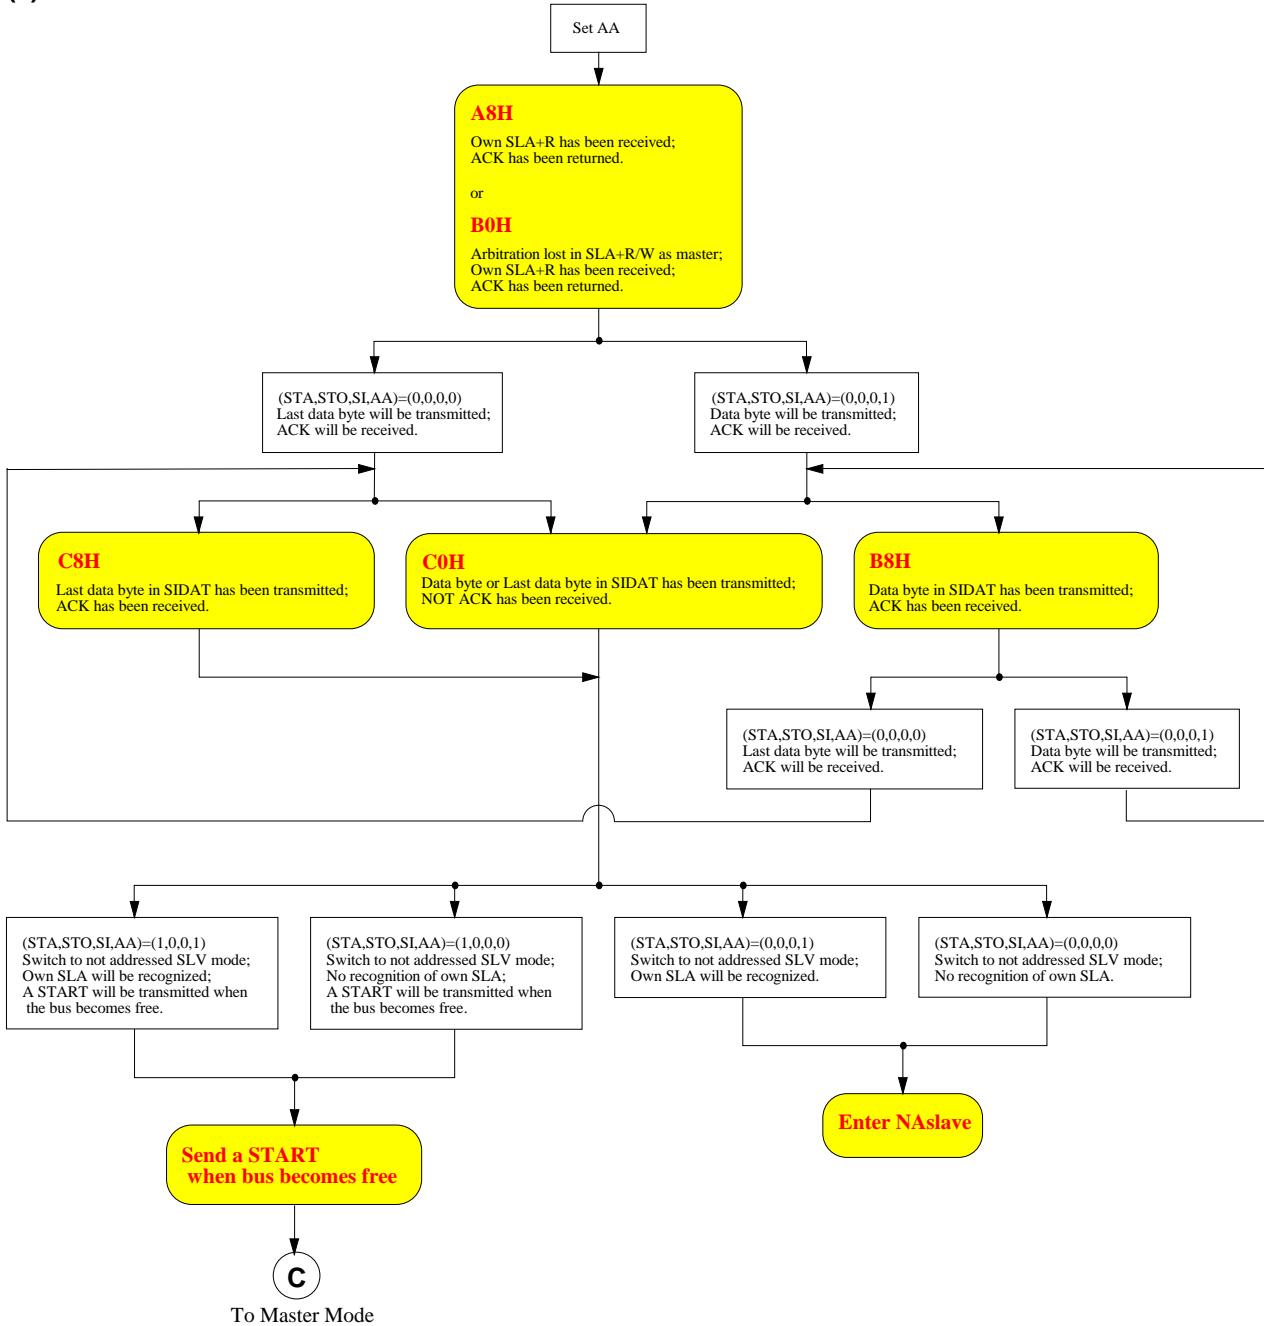 Set AA
A8H
Own SLA+R has been received;
ACK has been returned.
or
B0H
Arbitration lost in SLA+R/W as master;
Own SLA+R has been received;
ACK has been returned.
(STA,STO,SI,AA)=(0,0,0,0)
Last data byte will be transmitted;
ACK will be received.
(STA,STO,SI,AA)=(0,0,0,1)
Data byte will be transmitted;
ACK will be received.
C8H
Last data byte in SIDAT has been transmitted;
ACK has been received.
C0H
Data byte or Last data byte in SIDAT has been transmitted;
NOT ACK has been received.
B8H
Data byte in SIDAT has been transmitted;
ACK has been received.
(STA,STO,SI,AA)=(0,0,0,0)
Last data byte will be transmitted;
ACK will be received.
(STA,STO,SI,AA)=(0,0,0,1)
Data byte will be transmitted;
ACK will be received.
(STA,STO,SI,AA)=(1,0,0,1)
Switch to not addressed SLV mode;
Own SLA will be recognized;
A START will be transmitted when
the bus becomes free.
(STA,STO,SI,AA)=(1,0,0,0)
Switch to not addressed SLV mode;
No recognition of own SLA;
A START will be transmitted when
the bus becomes free.
(STA,STO,SI,AA)=(0,0,0,1)
Switch to not addressed SLV mode;
Own SLA will be recognized.
(STA,STO,SI,AA)=(0,0,0,0)
Switch to not addressed SLV mode;
No recognition of own SLA.
Enter NAslave
Send a START
when bus becomes free
C
To Master Mode